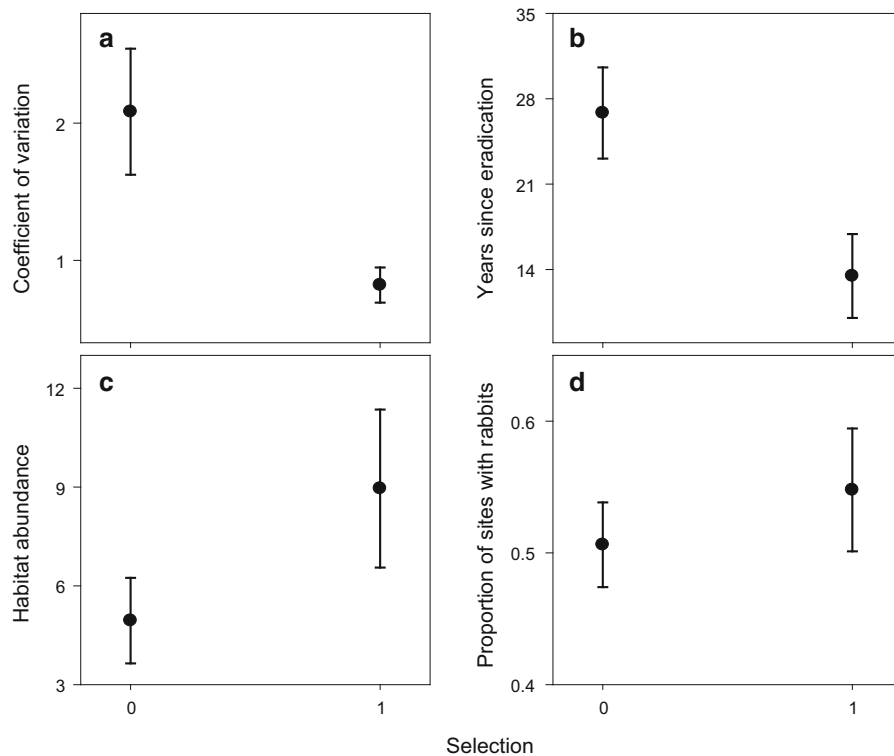 a
Coefficient of variation
2
1
b
Years since eradication
35
28
21
14
c
Habitat abundance
12
9
6
3
0
1
d
Proportion of sites with rabbits
0.6
0.5
0.4
0
1
Selection